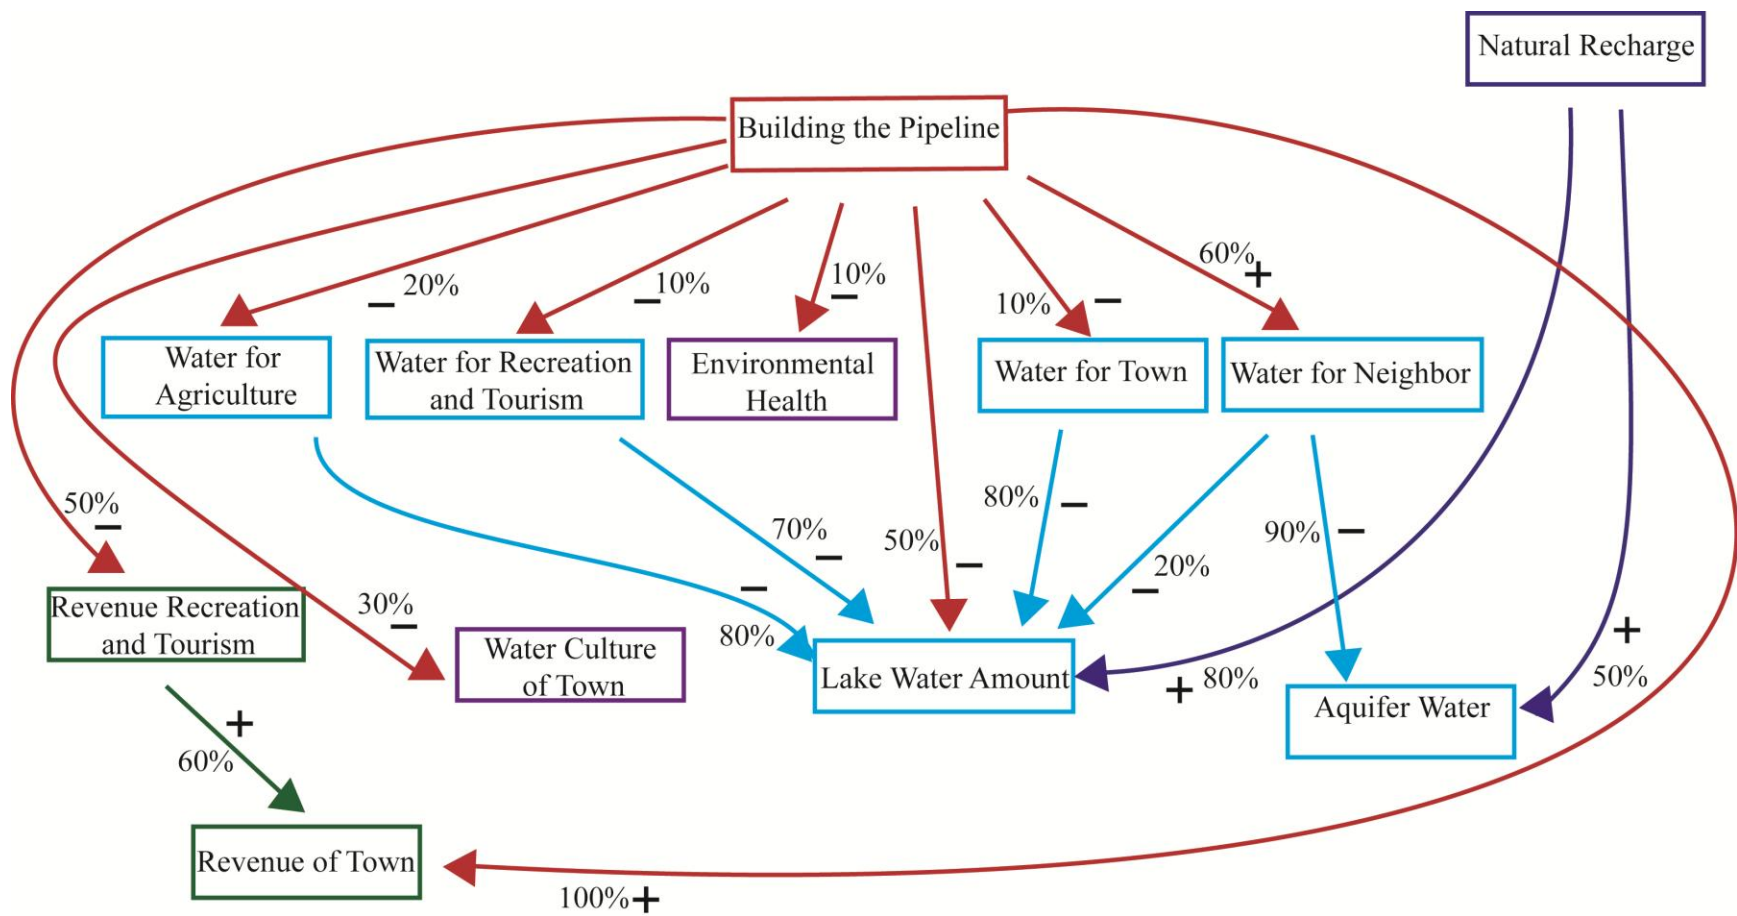 Natural Recharge
Building the Pipeline
− 20%
− 10%
10%
−
10% −
60%
+
Water for
Agriculture
Water for Recreation
and Tourism
Environmental
Health
Water for Town
Water for Neighbor
50%
−
70%
−
50%
−
80% −
20%
−
90% −
Revenue Recreation
and Tourism
30%
−
−
80%
Water Culture
of Town
Lake Water Amount
+ 80%
+
50%
Aquifer Water
+
60%
Revenue of Town
100% +